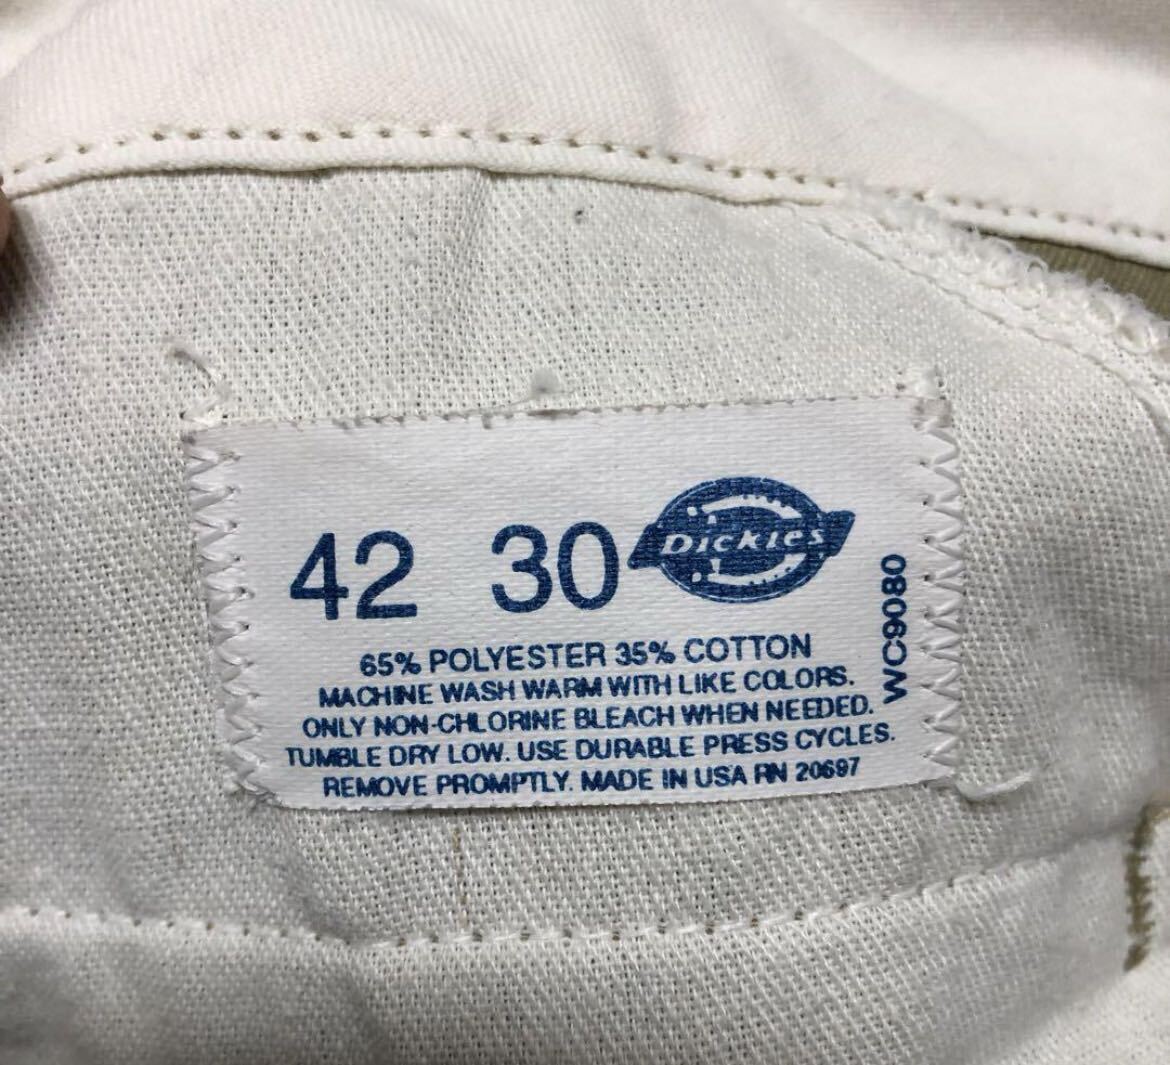 42 30 Dickies
65% POLYESTER 35% COTTON
MACHINE WASH WARM WITH LIKE COLORS.
ONLY NON-CHLORINE BLEACH WHEN NEEDED.
TUMBLE DRY LOW. USE DURABLE PRESS CYCLES.
REMOVE PROMPTLY. MADE IN USA RN 20697
WC9080